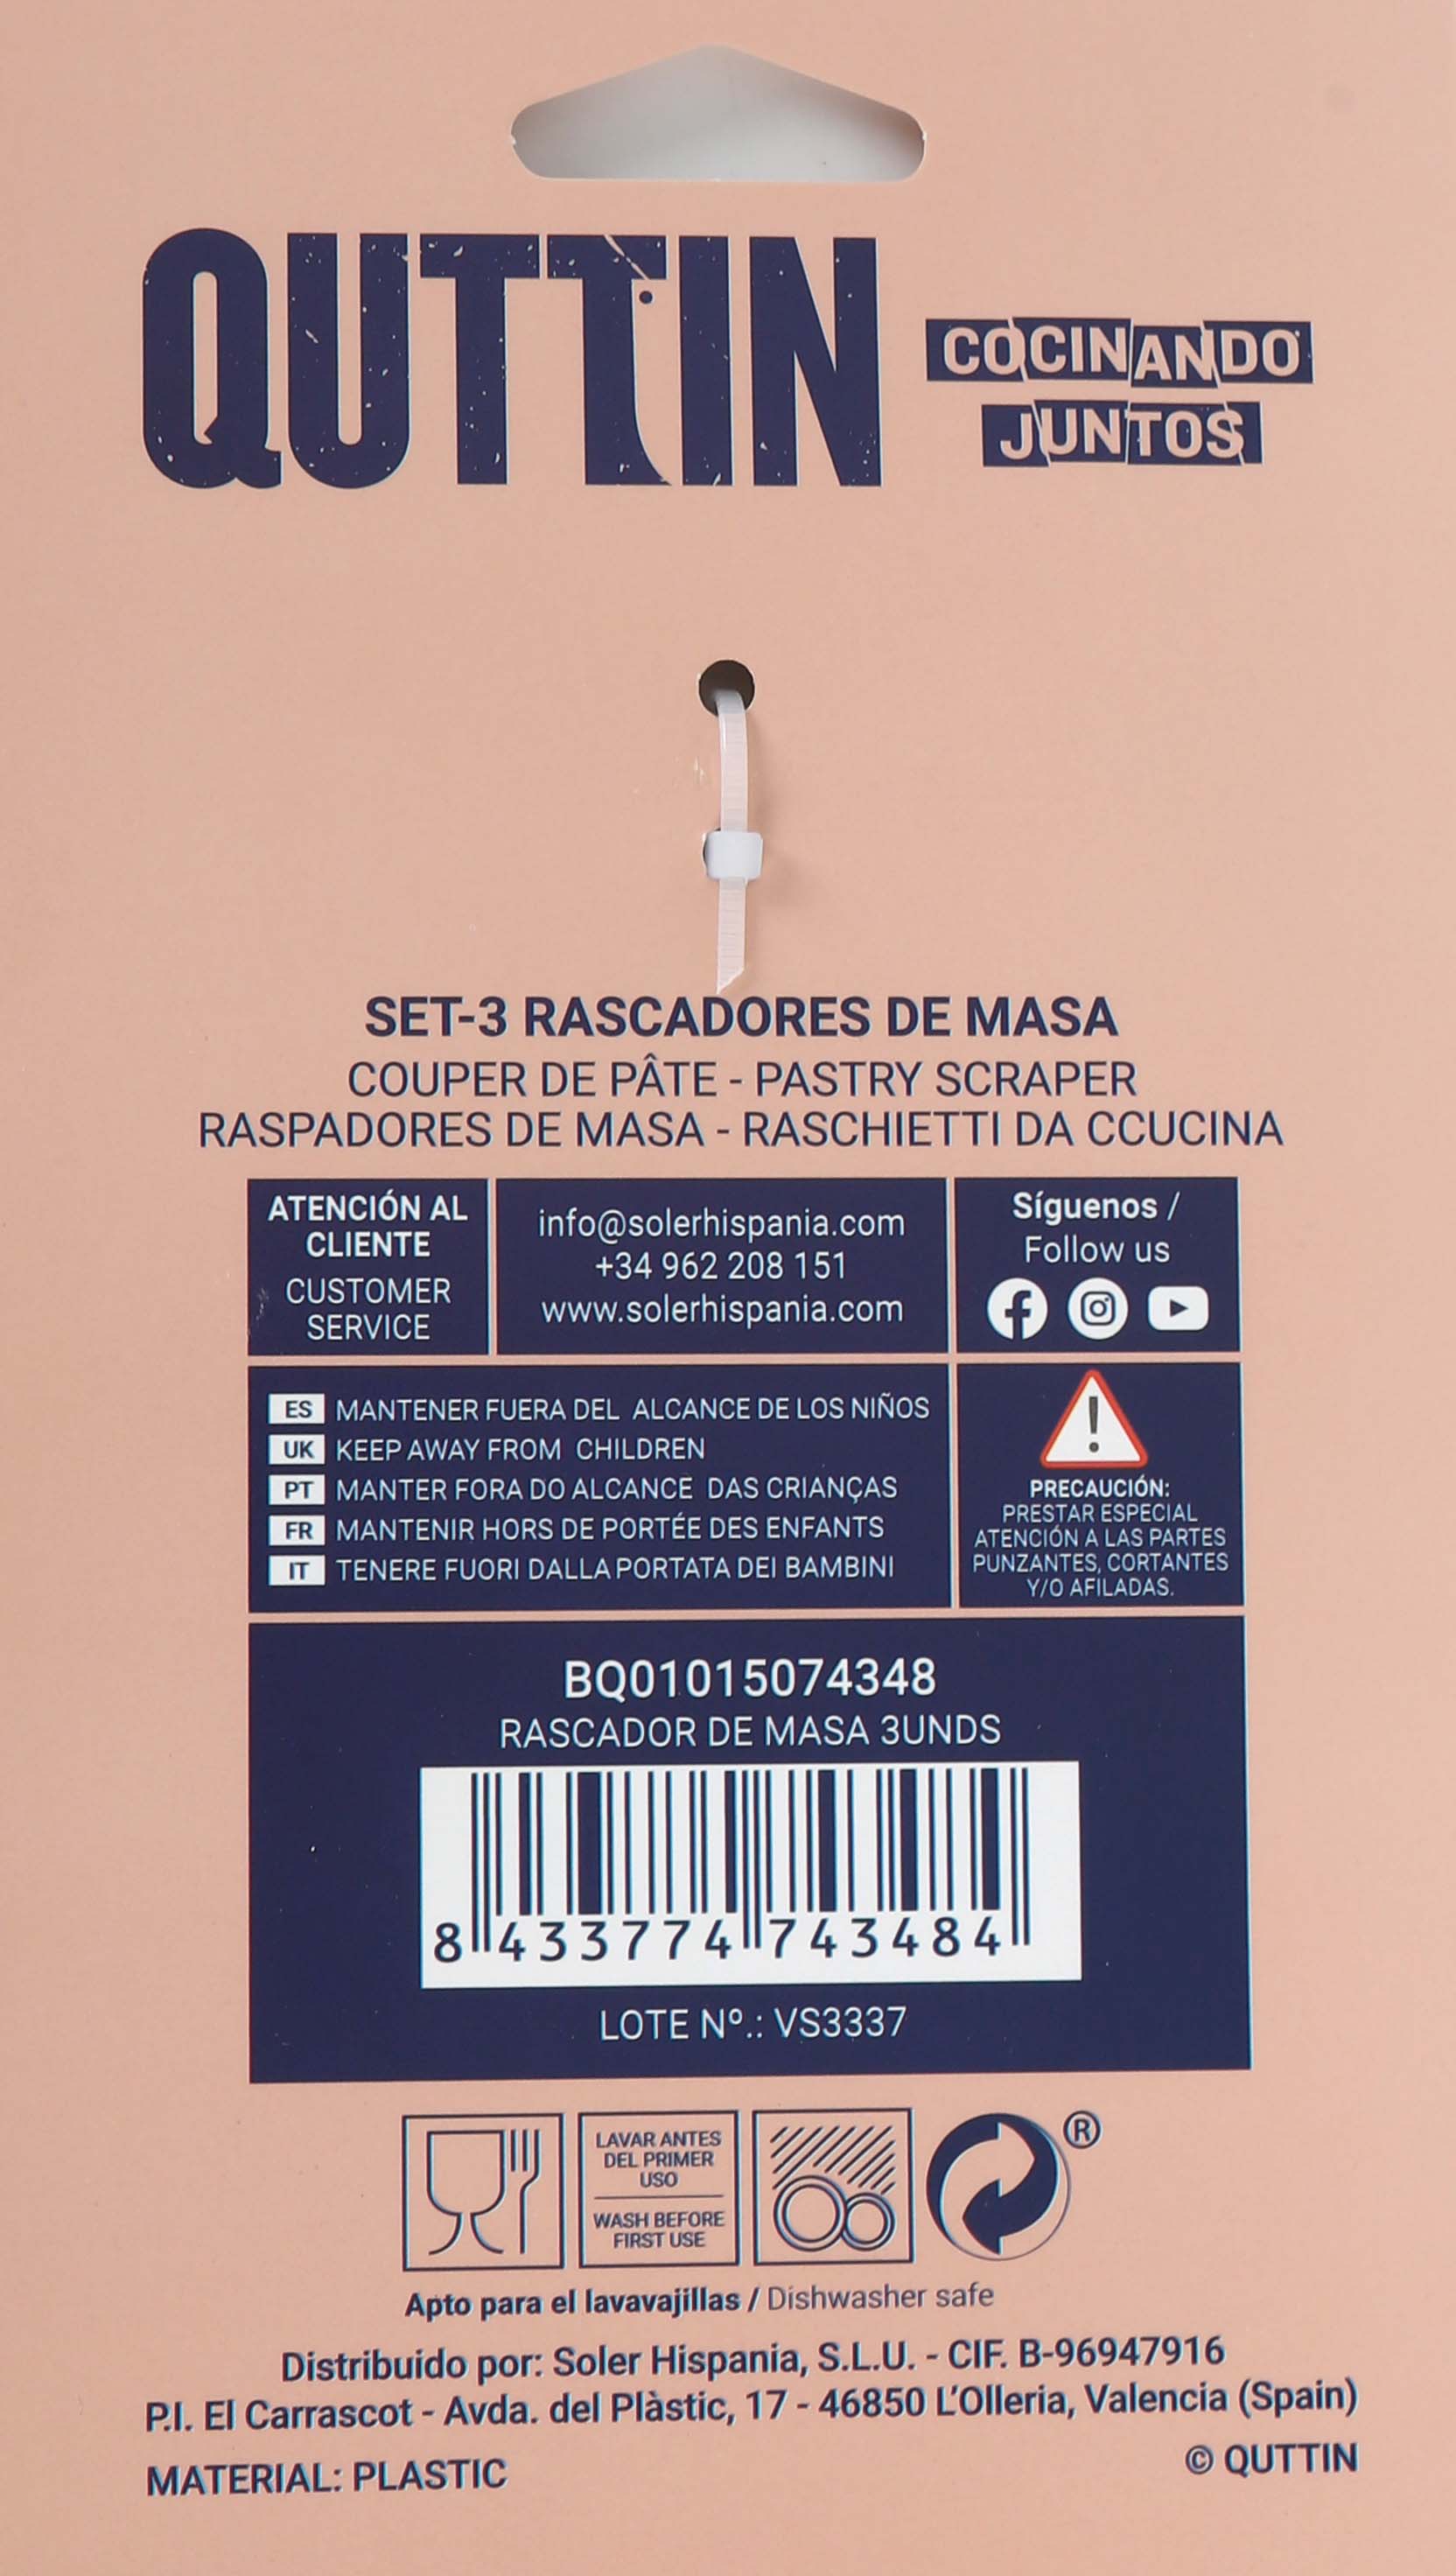 QUTTIN
COCINANDO
JUNTOS
SET-3 RASCADORES DE MASA
COUPER DE PÂTE - PASTRY SCRAPER
RASPADORES DE MASA - RASCHIETTI DA CCUCINA
ATENCIÓN AL
CLIENTE
CUSTOMER
SERVICE
info@solerhispania.com
+34 962 208 151
www.solerhispania.com
Síguenos /
Follow us
ES MANTENER FUERA DEL ALCANCE DE LOS NIÑOS
UK KEEP AWAY FROM CHILDREN
PT MANTER FORA DO ALCANCE DAS CRIANÇAS
FR MANTENIR HORS DE PORTÉE DES ENFANTS
IT TENERE FUORI DALLA PORTATA DEI BAMBINI
PRECAUCIÓN:
PRESTAR ESPECIAL
ATENCIÓN A LAS PARTES
PUNZANTES, CORTANTES
Y/O AFILADAS.
BQ01015074348
RASCADOR DE MASA 3UNDS
8 433774 743484
LOTE Nº.: VS3337
LAVAR ANTES
DEL PRIMER
USO
WASH BEFORE
FIRST USE
®
Apto para el lavavajillas / Dishwasher safe
Distribuido por: Soler Hispania, S.L.U. - CIF. B-96947916
P.I. El Carrascot - Avda. del Plàstic, 17 - 46850 L'Olleria, Valencia (Spain)
MATERIAL: PLASTIC
© QUTTIN